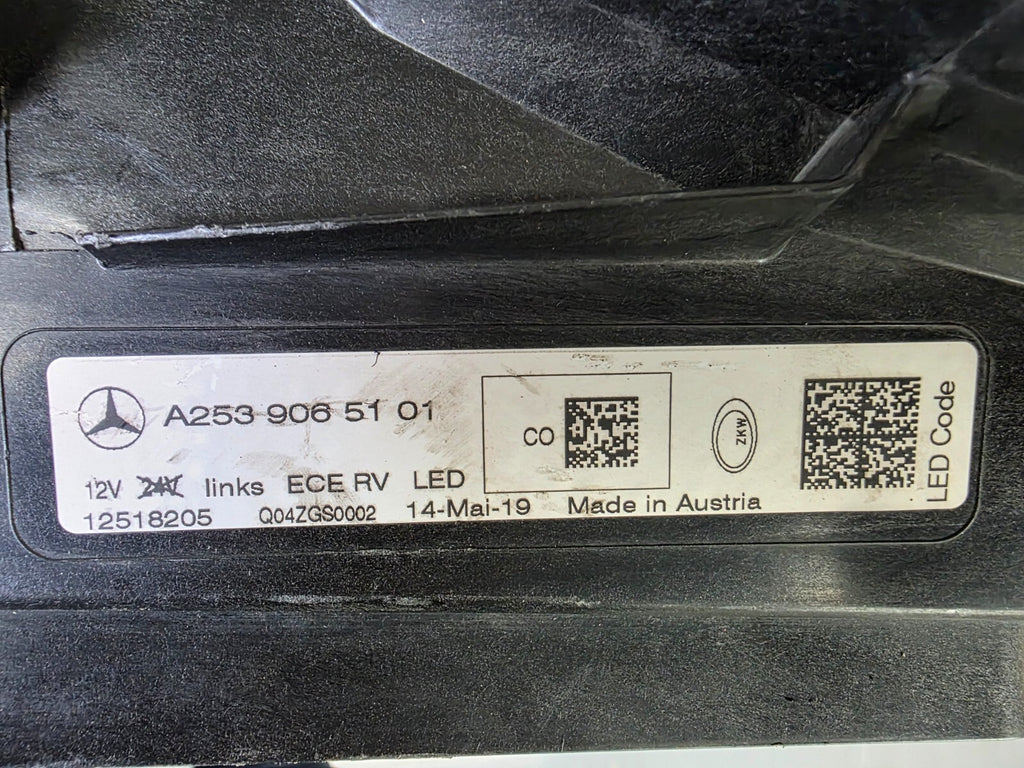 A253 906 51 01
CO
ZKW
LED Code
12V 24V links ECE RV LED
12518205 Q04ZGS0002 14-Mai-19 Made in Austria